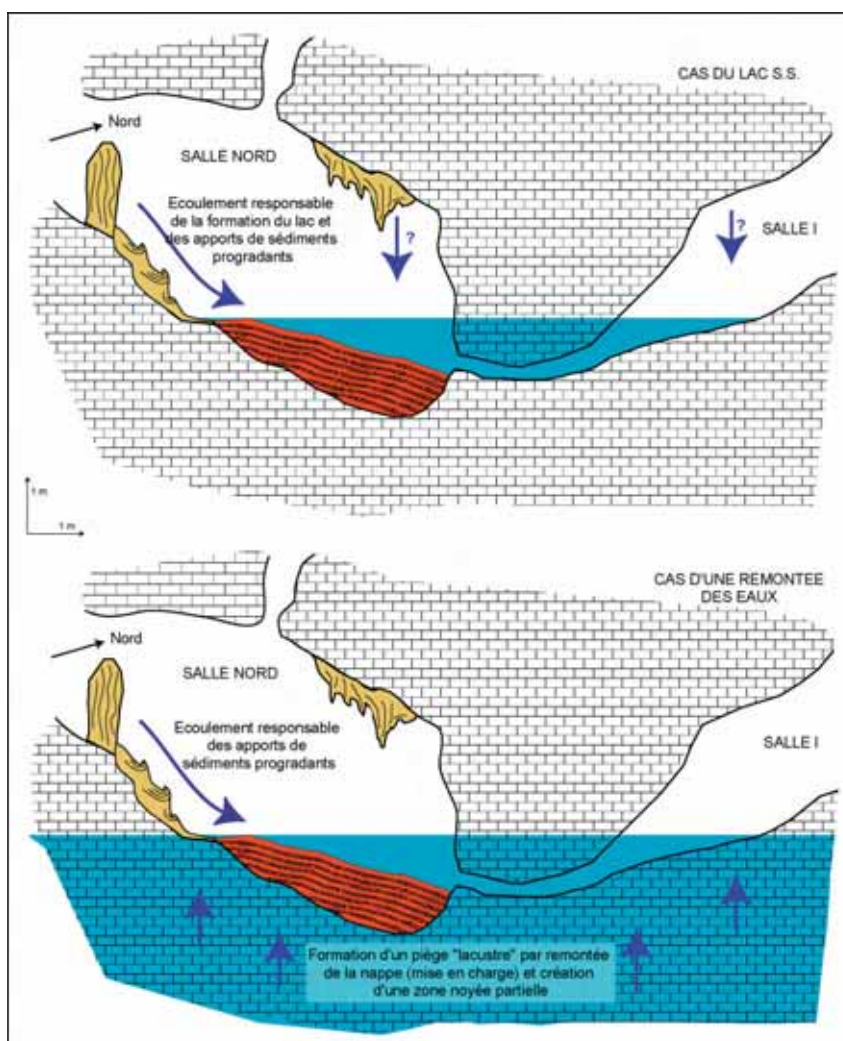 CAS DU LAC S.S.
Nord
SALLE NORD
Ecoulement responsable
de la formation du lac et
des apports de sédiments
progradants
?
?
SALLE I
1 m
1 m
CAS D'UNE REMONTEE
DES EAUX
Nord
SALLE NORD
Ecoulement responsable
des apports de
sédiments progradants
SALLE I
Formation d'un piège "lacustre" par remontée
de la nappe (mise en charge) et création
d'une zone noyée partielle